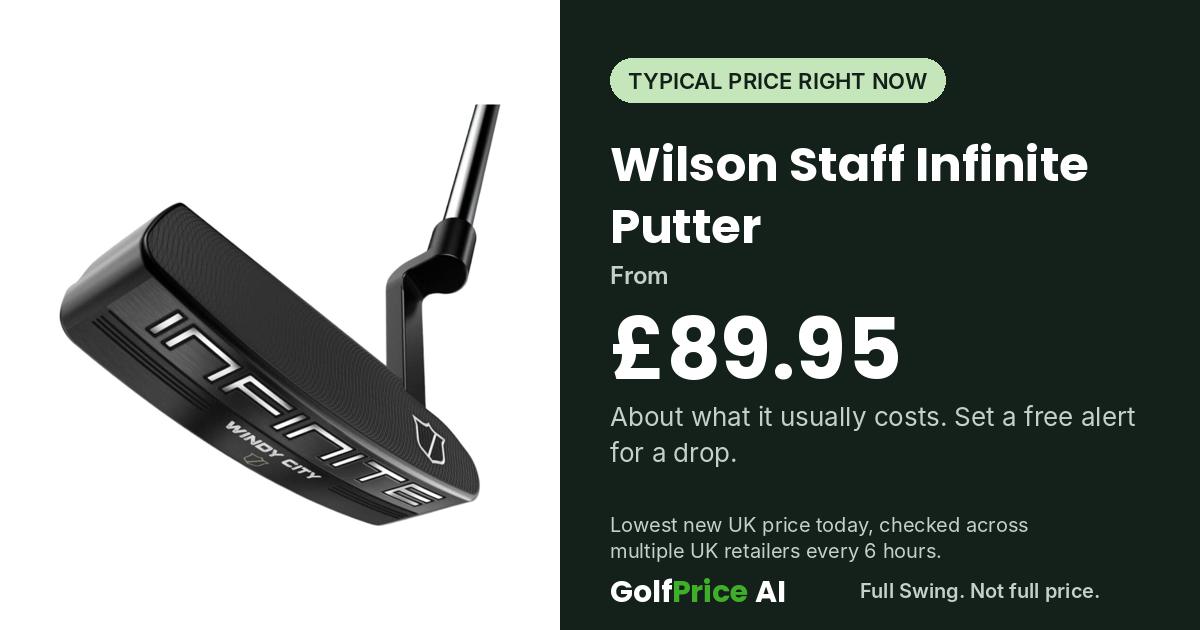 INFINITE
WINDY CITY
TYPICAL PRICE RIGHT NOW
Wilson Staff Infinite
Putter
From
£89.95
About what it usually costs. Set a free alert
for a drop.
Lowest new UK price today, checked across
multiple UK retailers every 6 hours.
GolfPrice AI
Full Swing. Not full price.